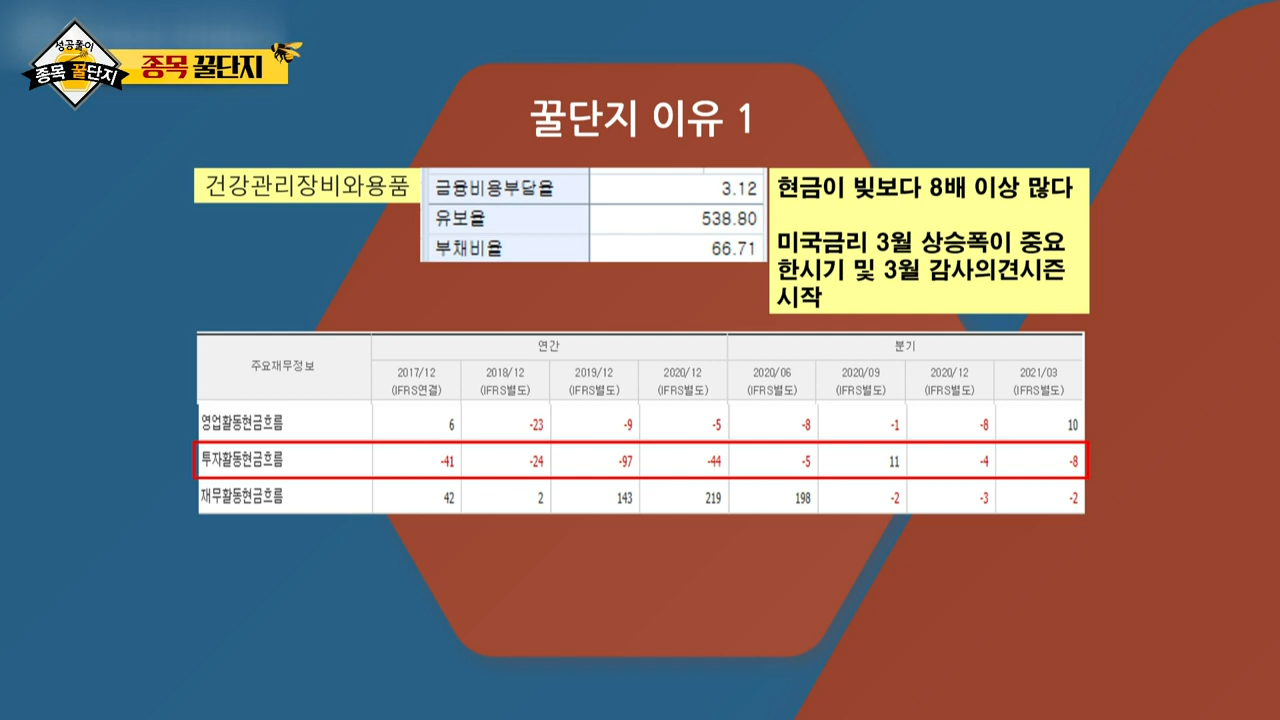 성공룰이
종목 꿀단지
종목 꿀단지
꿀단지 이유 1
건강관리장비와용품
금융비용부담율 3.12
유보율 538.80
부채비율 66.71
현금이 빚보다 8배 이상 많다
미국금리 3월 상승폭이 중요
한시기 및 3월 감사의견시즌
시작
주요재무정보 연간 분기
2017/12 2018/12 2019/12 2020/12 2020/06 2020/09 2020/12 2021/03
(IFRS연결) (IFRS별도) (IFRS별도) (IFRS별도) (IFRS별도) (IFRS별도) (IFRS별도) (IFRS별도)
영업활동현금흐름 6 -23 -9 -5 -8 -1 -8 10
투자활동현금흐름 -41 -24 -97 -44 -5 11 -4 -8
재무활동현금흐름 42 2 143 219 198 -2 -3 -2